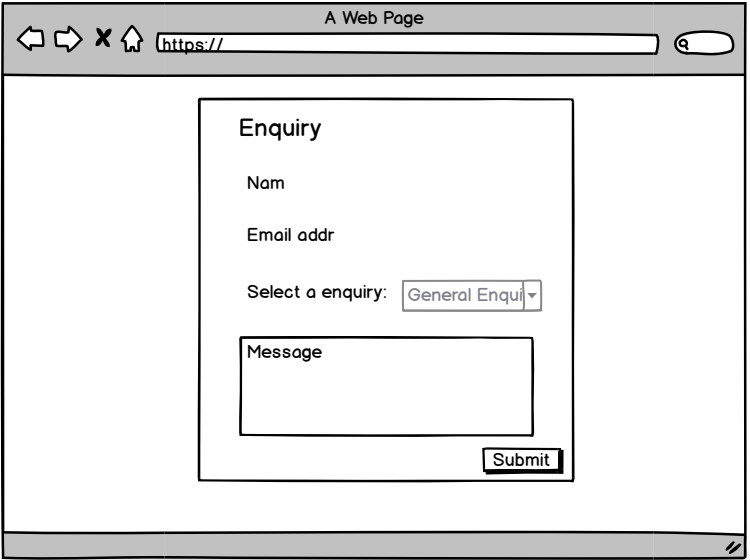 A Web Page
https://
Enquiry
Nam
Email addr
Select a enquiry: General Enqui
Message
Submit